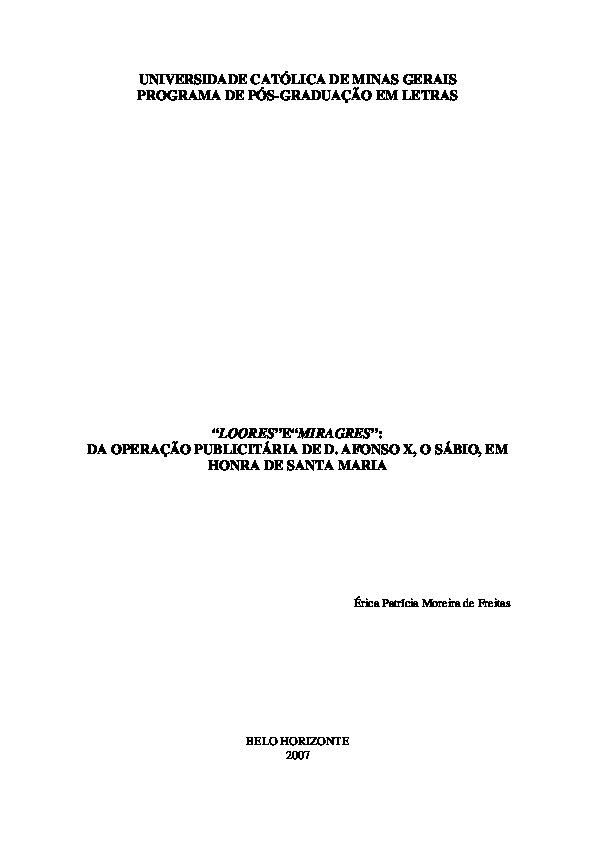 UNIVERSIDADE CATÓLICA DE MINAS GERAIS
PROGRAMA DE PÓS-GRADUAÇÃO EM LETRAS
“LOORES”E“MIRAGRES”:
DA OPERAÇÃO PUBLICITÁRIA DE D. AFONSO X, O SÁBIO, EM
HONRA DE SANTA MARIA
Érica Patrícia Moreira de Freitas
BELO HORIZONTE
2007